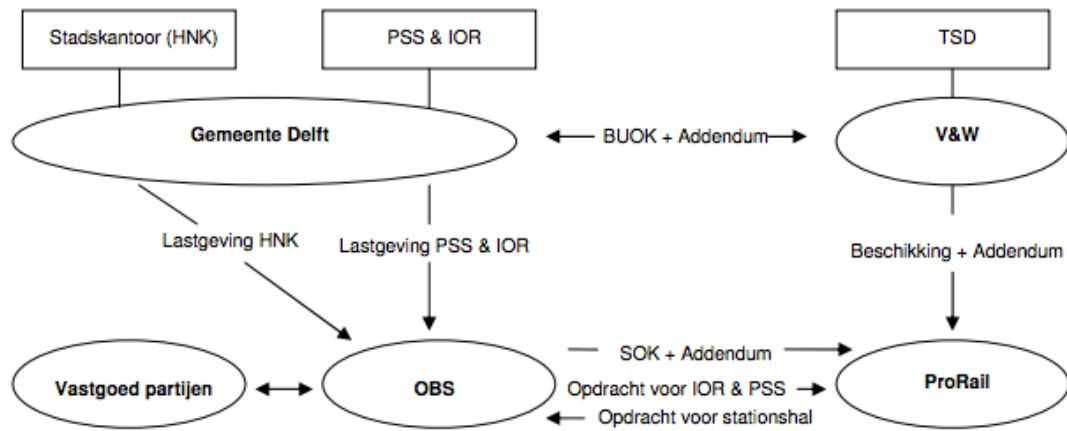 Stadskantoor (HNK)
PSS & IOR
TSD
Gemeente Delft
BUOK + Addendum
V&W
Lastgeving HNK
Lastgeving PSS & IOR
Beschikking + Addendum
SOK + Addendum
Vastgoed partijen
OBS
Opdracht voor IOR & PSS
ProRail
Opdracht voor stationshal